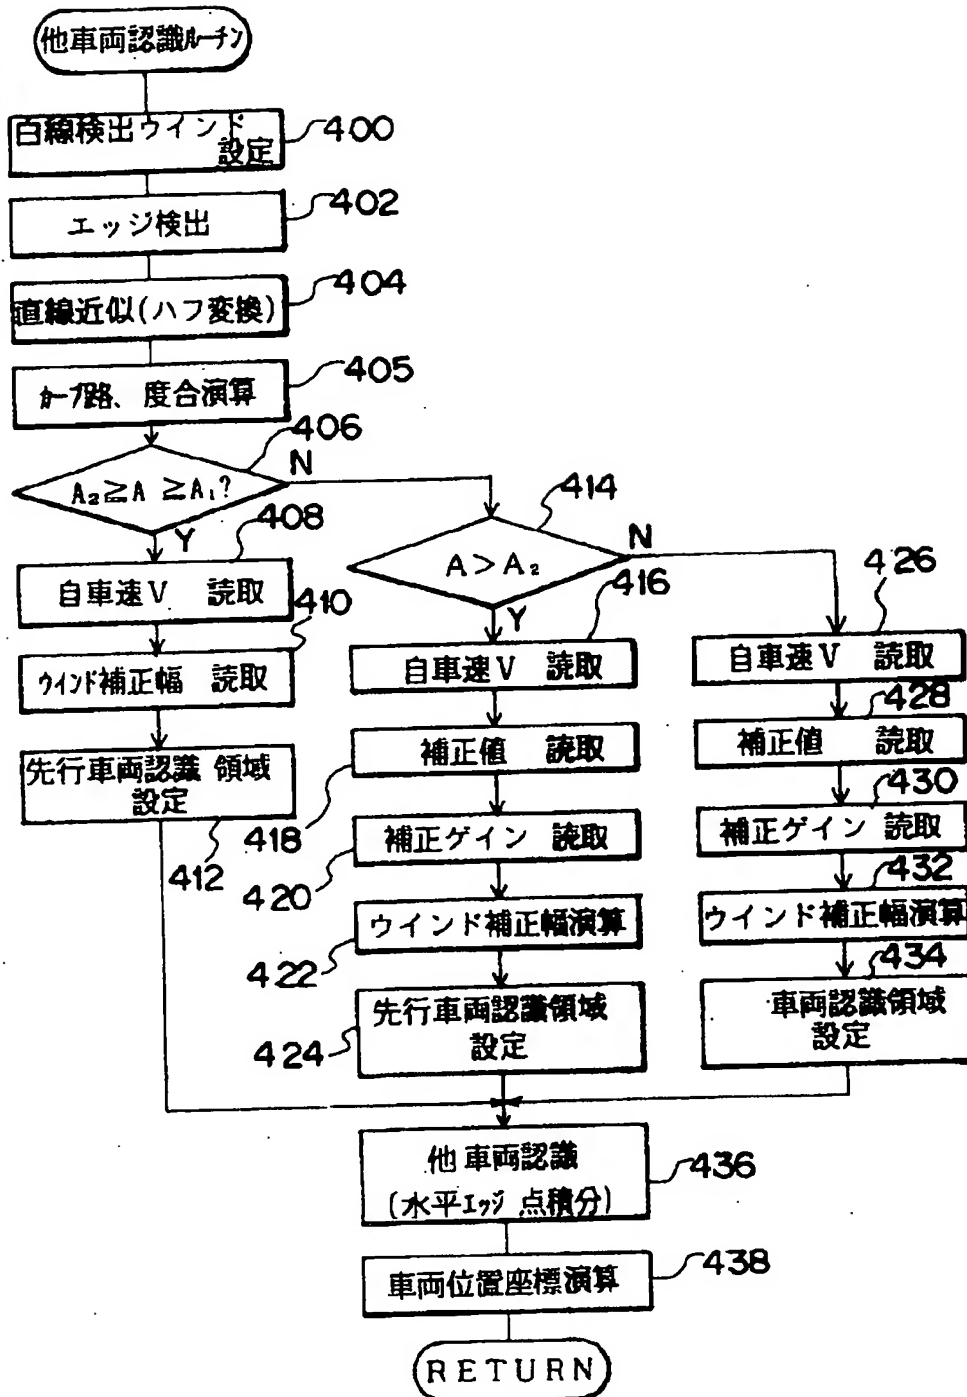 他車両認識ルーチン
白線検出ウインド
設定
400
エッジ検出
402
直線近似(ハフ変換)
404
カーブ路、度合演算
405
406
A₂≧A ≧A₁?
N
Y
408
自車速V 読取
410
ウインド補正幅 読取
先行車両認識 領域
設定
412
414
A>A₂
N
Y
416
自車速V 読取
補正値 読取
418
補正ゲイン 読取
420
ウインド補正幅演算
422
先行車両認識領域
設定
424
426
自車速V 読取
428
補正値 読取
430
補正ゲイン 読取
432
ウインド補正幅演算
434
車両認識領域
設定
他車両認識
(水平エッジ 点積分)
436
車両位置座標演算
438
RETURN